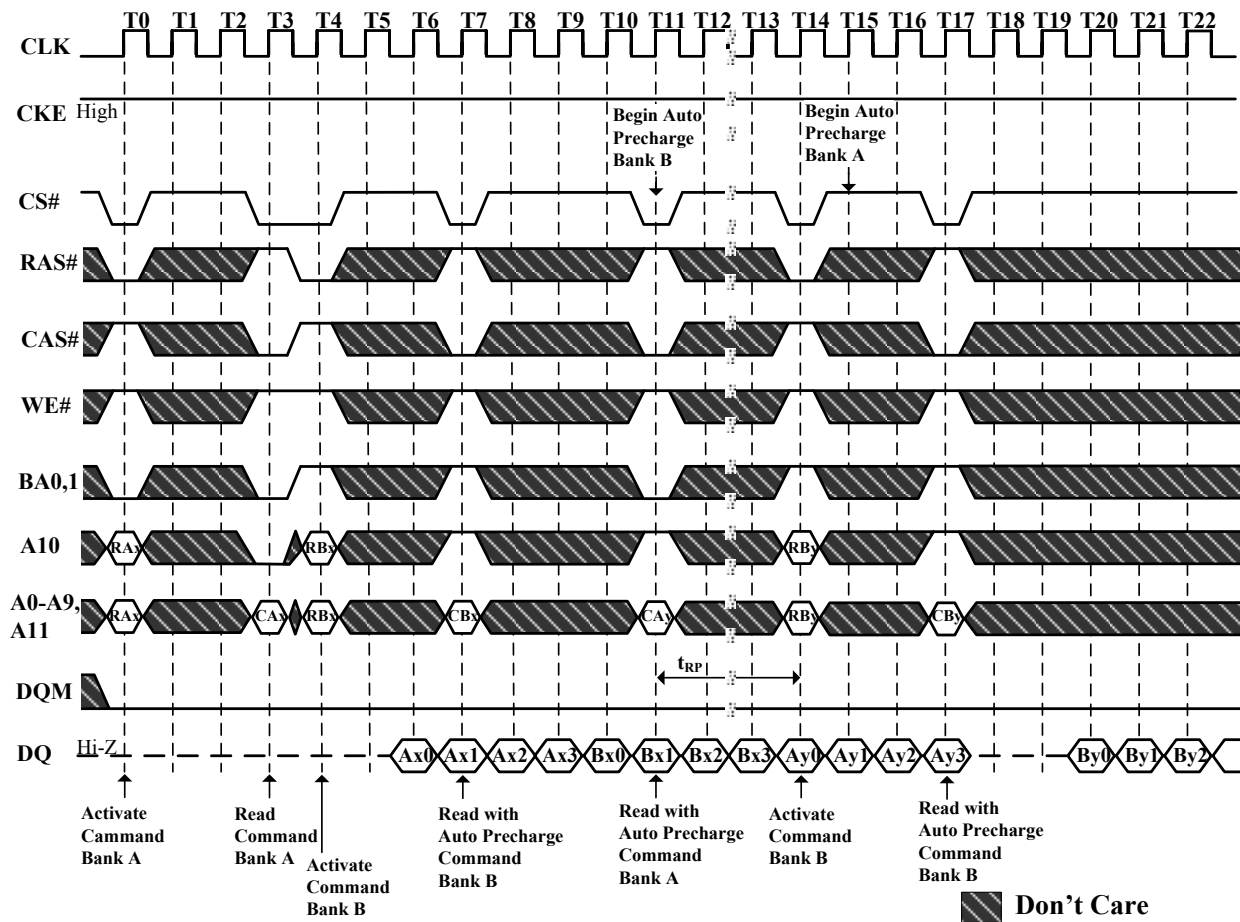 T0 T1 T2 T3 T4 T5 T6 T7 T8 T9 T10 T11 T12 T13 T14 T15 T16 T17 T18 T19 T20 T21 T22
CLK
CKE High
Begin Auto
Precharge
Bank B
Begin Auto
Precharge
Bank A
CS#
RAS#
CAS#
WE#
BA0,1
A10 RAx RBx RBy
A0-A9,
A11
RAx CAx RBx CBx CAy RBy CBy
tRP
DQM
DQ Hi-Z Ax0 Ax1 Ax2 Ax3 Bx0 Bx1 Bx2 Bx3 Ay0 Ay1 Ay2 Ay3 By0 By1 By2
Activate
Cammand
Bank A
Read
Command
Bank A
Activate
Command
Bank B
Read with
Auto Precharge
Command
Bank B
Read with
Auto Precharge
Command
Bank A
Activate
Command
Bank B
Read with
Auto Precharge
Command
Bank B
Don't Care